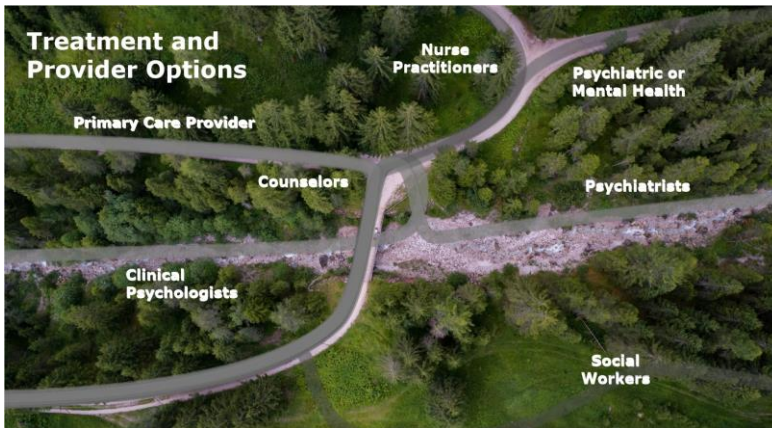 Treatment and
Provider Options
Nurse
Practitioners
Psychiatric or
Mental Health
Primary Care Provider
Counselors
Psychiatrists
Clinical
Psychologists
Social
Workers